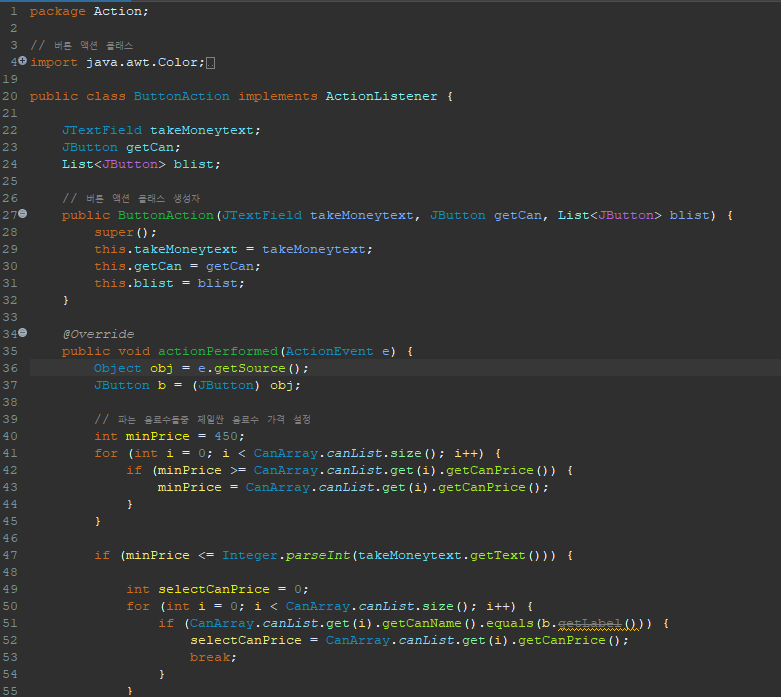 1 package Action;
2
3 // 버튼 액션 클래스
4 import java.awt.Color;
19
20 public class ButtonAction implements ActionListener {
21
22 JTextField takeMoneytext;
23 JButton getCan;
24 List<JButton> blist;
25
26 // 버튼 액션 클래스 생성자
27 public ButtonAction(JTextField takeMoneytext, JButton getCan, List<JButton> blist) {
28 super();
29 this.takeMoneytext = takeMoneytext;
30 this.getCan = getCan;
31 this.blist = blist;
32 }
33
34 @Override
35 public void actionPerformed(ActionEvent e) {
36 Object obj = e.getSource();
37 JButton b = (JButton) obj;
38
39 // 파는 음료수들중 제일싼 음료수 가격 설정
40 int minPrice = 450;
41 for (int i = 0; i < CanArray.canList.size(); i++) {
42 if (minPrice >= CanArray.canList.get(i).getCanPrice()) {
43 minPrice = CanArray.canList.get(i).getCanPrice();
44 }
45 }
46
47 if (minPrice <= Integer.parseInt(takeMoneytext.getText())) {
48
49 int selectCanPrice = 0;
50 for (int i = 0; i < CanArray.canList.size(); i++) {
51 if (CanArray.canList.get(i).getCanName().equals(b.getLabel())) {
52 selectCanPrice = CanArray.canList.get(i).getCanPrice();
53 break;
54 }
55 }